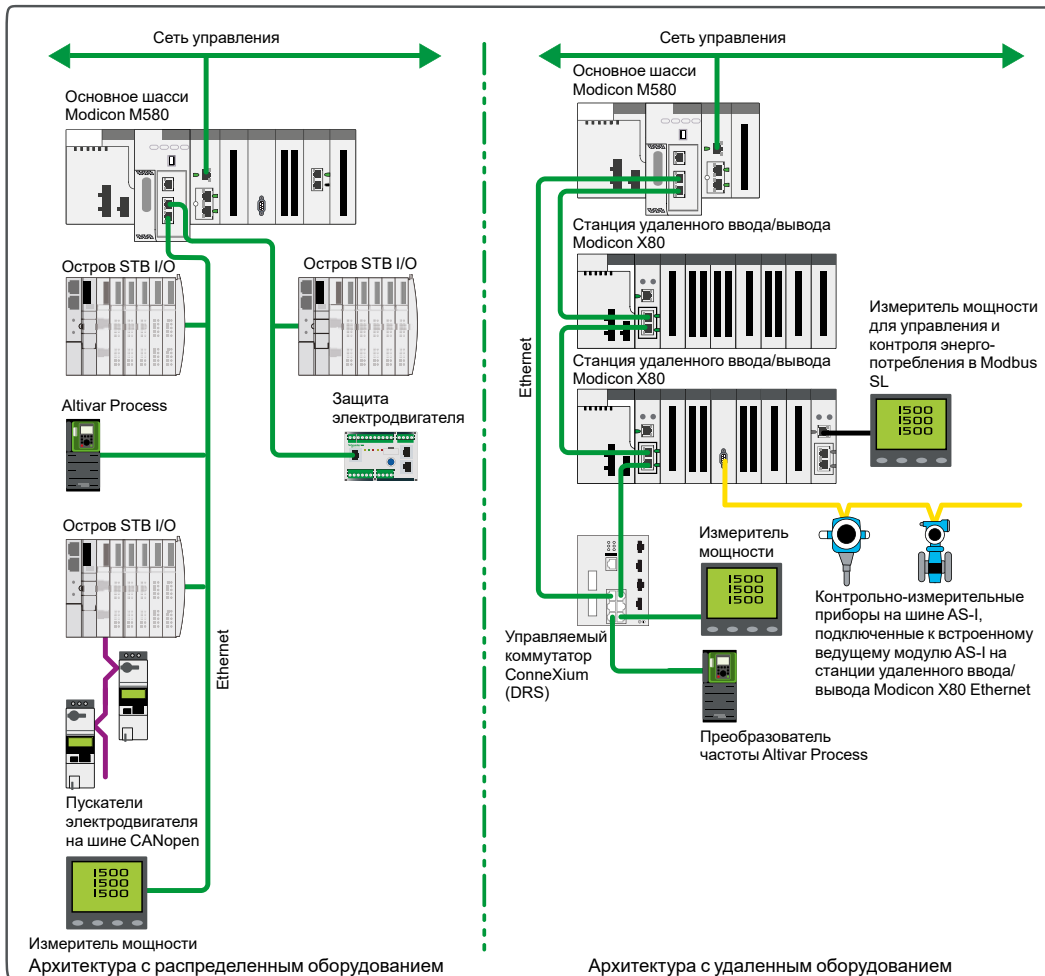 Сеть управления
Основное шасси
Modicon M580
Остров STB I/O
Остров STB I/O
Altivar Process
Защита
электродвигателя
Остров STB I/O
Ethernet
Пускатели
электродвигателя
на шине CANopen
1500
1500
1500
Измеритель мощности
Архитектура с распределенным оборудованием
Сеть управления
Основное шасси
Modicon M580
Станция удаленного ввода/вывода
Modicon X80
Ethernet
Станция удаленного ввода/вывода
Modicon X80
Измеритель мощности
для управления и
контроля энерго-
потребления в Modbus
SL
1500
1500
1500
Измеритель
мощности
1500
1500
1500
Управляемый
коммутатор
ConneXium
(DRS)
Контрольно-измерительные
приборы на шине AS-I,
подключенные к встроенному
ведущему модулю AS-I на
станции удаленного ввода/
вывода Modicon X80 Ethernet
Преобразователь
частоты Altivar Process
Архитектура с удаленным оборудованием